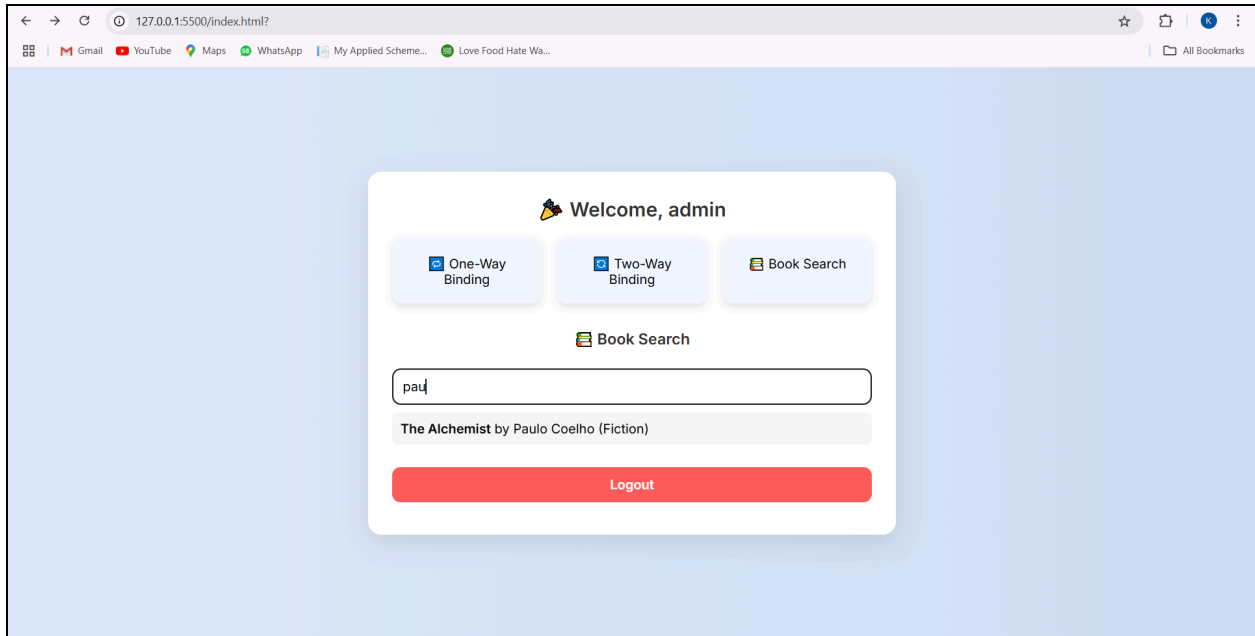 127.0.0.1:5500/index.html?
K
Gmail YouTube Maps WhatsApp My Applied Scheme... Love Food Hate Wa... All Bookmarks
🎉 Welcome, admin
🔁 One-Way
Binding
🔄 Two-Way
Binding
📚 Book Search
📚 Book Search
pau
The Alchemist by Paulo Coelho (Fiction)
Logout